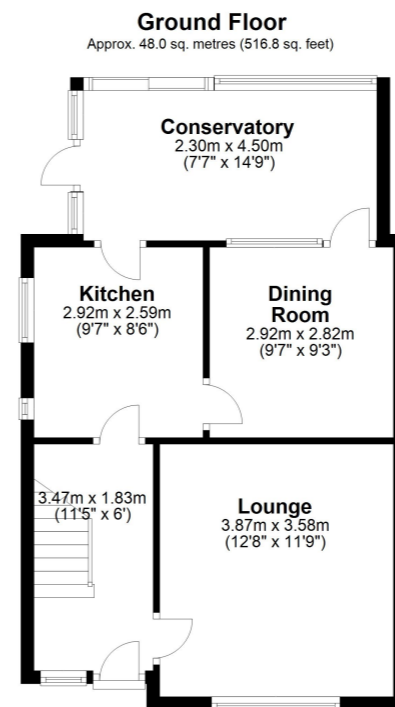 Ground Floor
Approx. 48.0 sq. metres (516.8 sq. feet)
Conservatory
2.30m x 4.50m
(7'7" x 14'9")
Kitchen
2.92m x 2.59m
(9'7" x 8'6")
Dining
Room
2.92m x 2.82m
(9'7" x 9'3")
3.47m x 1.83m
(11'5" x 6')
Lounge
3.87m x 3.58m
(12'8" x 11'9")